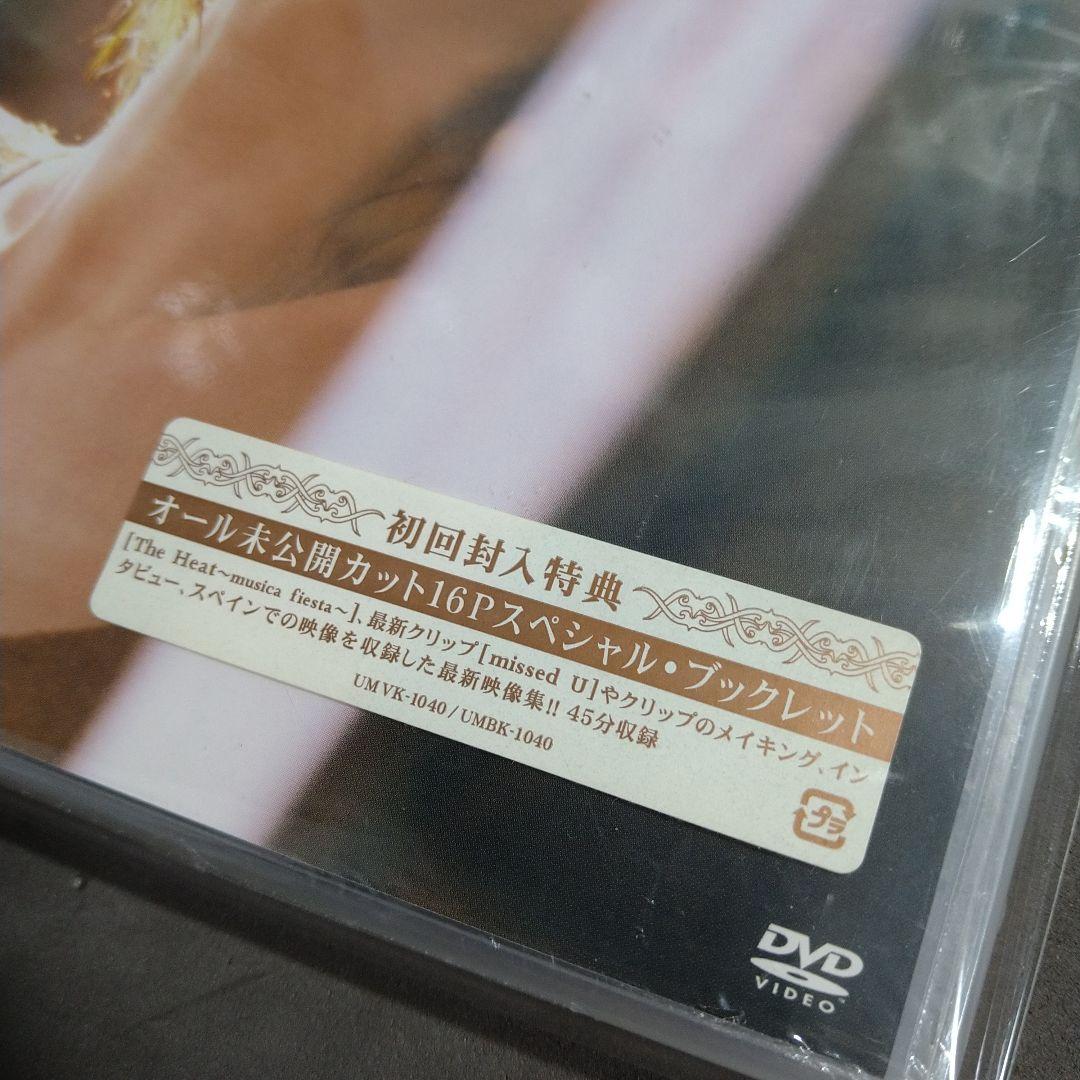 初回封入特典
オール未公開カット16Pスペシャル・ブックレット
[The Heat~musica fiesta~]、最新クリップ[missed U]やクリップのメイキング、イン
タビュー、スペインでの映像を収録した最新映像集!! 45分収録
UMVK-1040 / UMBK-1040
プラ
DVD
VIDEO™